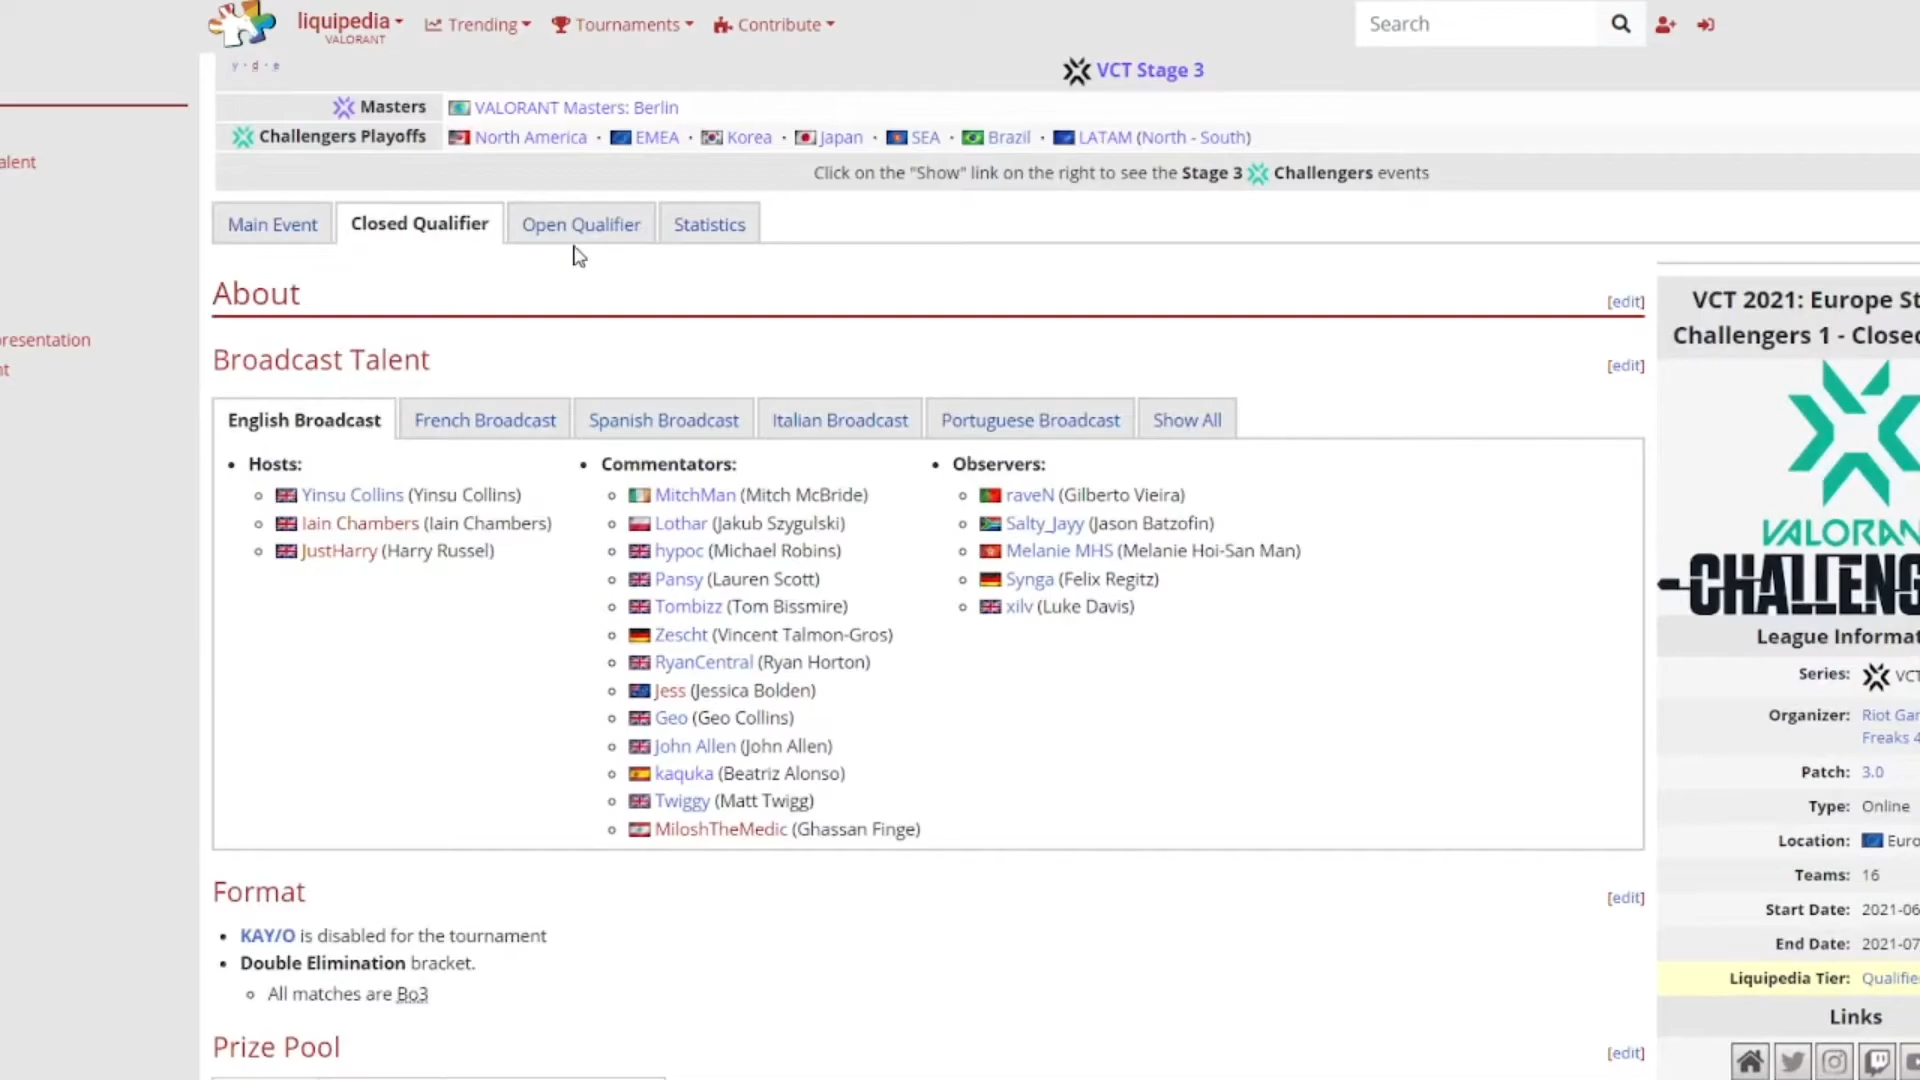 liquipedia
VALORANT
Trending
Tournaments
Contribute
Search
y · d · e
VCT Stage 3
Masters
VALORANT Masters: Berlin
Challengers Playoffs
North America · EMEA · Korea · Japan · SEA · Brazil · LATAM (North - South)
Click on the "Show" link on the right to see the Stage 3 Challengers events
alent
resentation
nt
Main Event
Closed Qualifier
Open Qualifier
Statistics
About
[edit]
Broadcast Talent
[edit]
English Broadcast
French Broadcast
Spanish Broadcast
Italian Broadcast
Portuguese Broadcast
Show All
Hosts:
Yinsu Collins (Yinsu Collins)
Iain Chambers (Iain Chambers)
JustHarry (Harry Russel)
Commentators:
MitchMan (Mitch McBride)
Lothar (Jakub Szygulski)
hypoc (Michael Robins)
Pansy (Lauren Scott)
Tombizz (Tom Bissmire)
Zescht (Vincent Talmon-Gros)
RyanCentral (Ryan Horton)
Jess (Jessica Bolden)
Geo (Geo Collins)
John Allen (John Allen)
kaquka (Beatriz Alonso)
Twiggy (Matt Twigg)
MiloshTheMedic (Ghassan Finge)
Observers:
raveN (Gilberto Vieira)
Salty_Jayy (Jason Batzofin)
Melanie MHS (Melanie Hoi-San Man)
Synga (Felix Regitz)
xilv (Luke Davis)
Format
[edit]
KAY/O is disabled for the tournament
Double Elimination bracket.
All matches are Bo3
Prize Pool
[edit]
VCT 2021: Europe St
Challengers 1 - Closed
VALORAN
CHALLENG
League Informat
Series: VCT
Organizer: Riot Gar
Freaks 4
Patch: 3.0
Type: Online
Location: Euro
Teams: 16
Start Date: 2021-06
End Date: 2021-07
Liquipedia Tier: Qualifie
Links